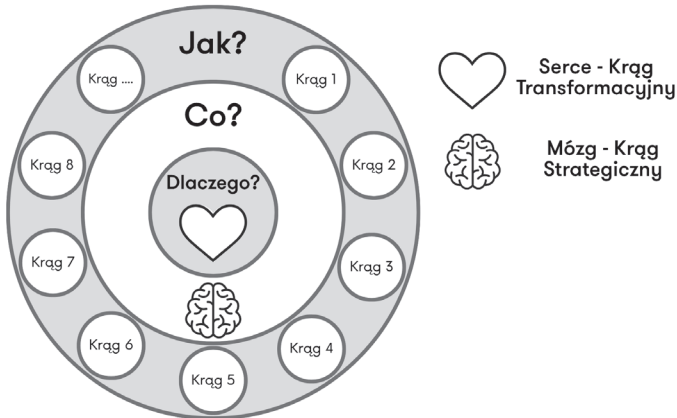 Jak?
Krąg ....
Krąg 1
Co?
Krąg 8
Krąg 2
Dlaczego?
Krąg 7
Krąg 3
Krąg 6
Krąg 4
Krąg 5
Serce - Krąg
Transformacyjny
Mózg - Krąg
Strategiczny